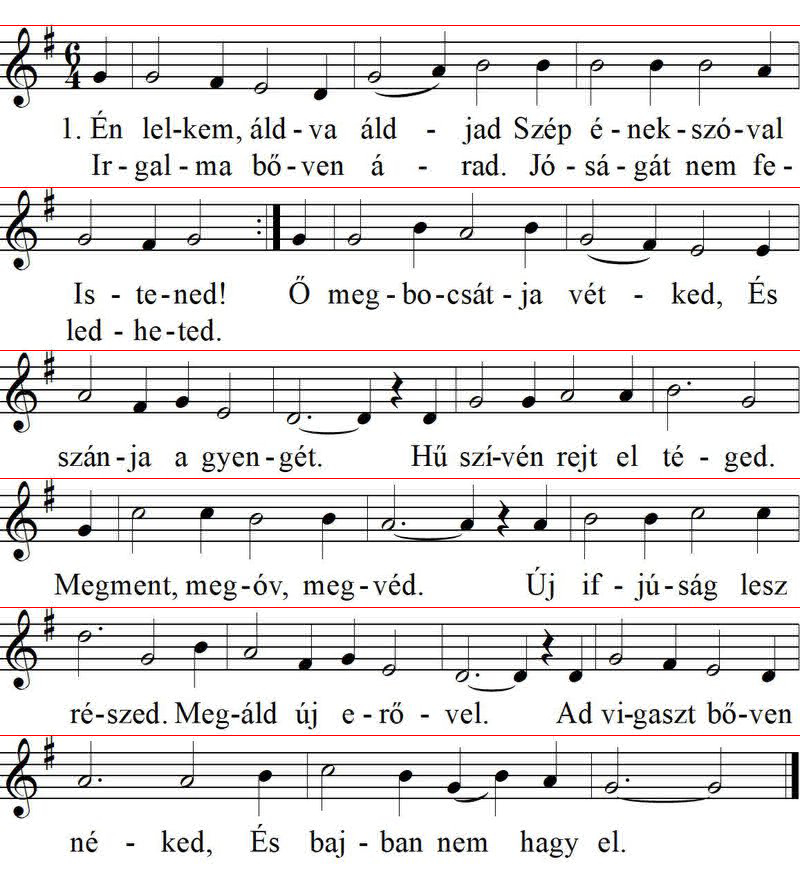 6
4
1. Én lel-kem, áld-va áld - jad Szép é-nek-szó-val
Ir-gal-ma bő-ven á - rad. Jó-sá-gát nem fe-
Is - te-ned! Ő meg-bo-csát-ja vét - ked, És
led-he-ted.
szán-ja a gyen-gét. Hű szí-vén rejt el té - ged.
Megment, meg-óv, meg-véd. Új if-jú-ság lesz
ré-szed. Meg-áld új e-rő - vel. Ad vi-gaszt bő-ven
né - ked, És baj-ban nem hagy el.